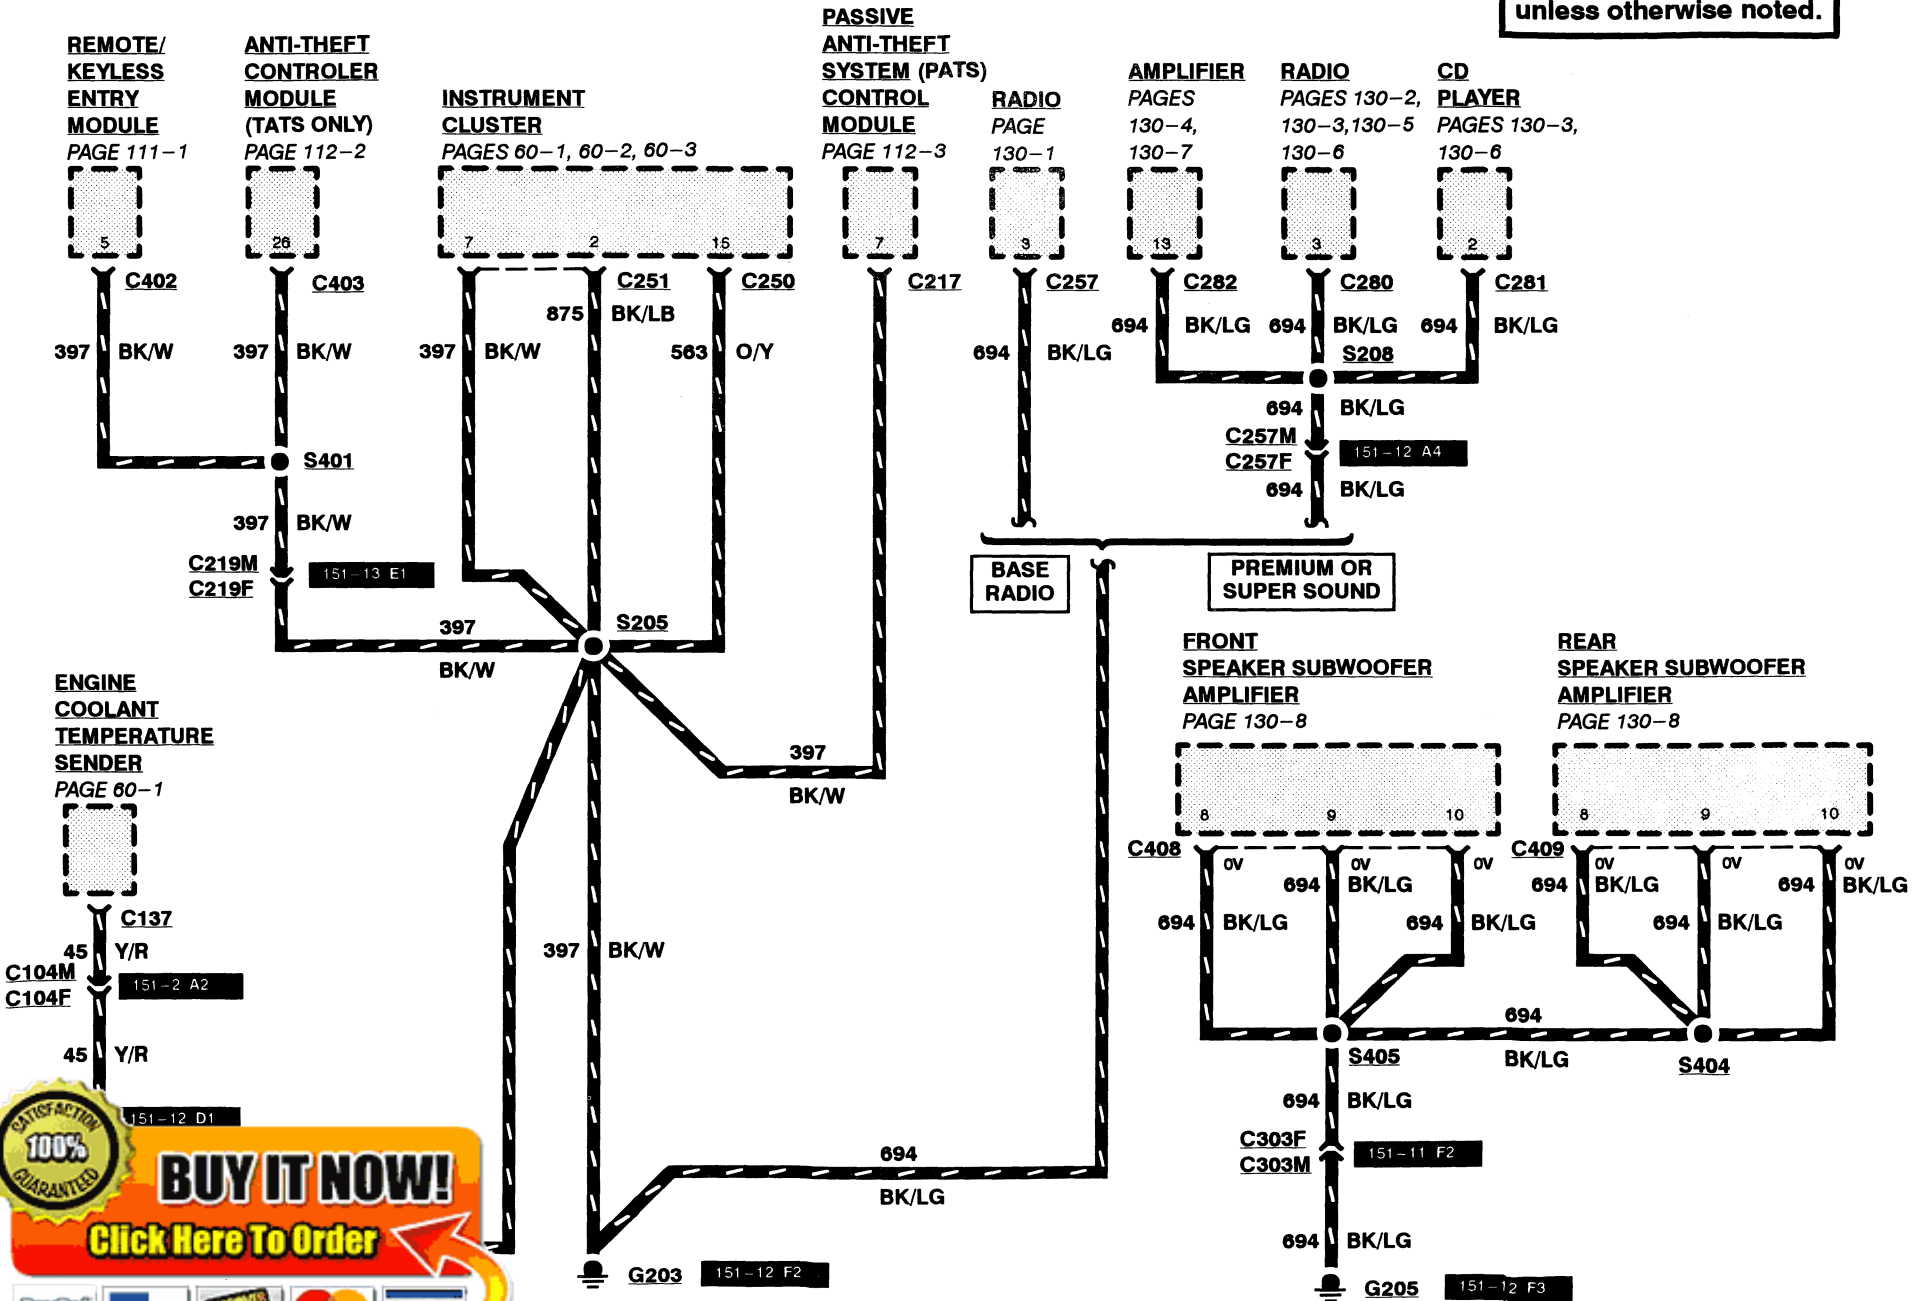 unless otherwise noted.
REMOTE/
KEYLESS
ENTRY
MODULE
PAGE 111-1
ANTI-THEFT
CONTROLER
MODULE
(TATS ONLY)
PAGE 112-2
INSTRUMENT
CLUSTER
PAGES 60-1, 60-2, 60-3
PASSIVE
ANTI-THEFT
SYSTEM (PATS)
CONTROL
MODULE
PAGE 112-3
RADIO
PAGE
130-1
AMPLIFIER
PAGES
130-4,
130-7
RADIO
PAGES 130-2,
130-3,130-5
130-6
CD
PLAYER
PAGES 130-3,
130-6
5
26
7
2
15
7
3
13
3
2
C402
C403
C251
C250
C217
C257
C282
C280
C281
875 BK/LB
694 BK/LG
694 BK/LG
694 BK/LG
397 BK/W
397 BK/W
397 BK/W
563 O/Y
694 BK/LG
S208
694 BK/LG
C257M
C257F
151-12 A4
694 BK/LG
S401
397 BK/W
C219M
C219F
151-13 E1
BASE
RADIO
PREMIUM OR
SUPER SOUND
397
BK/W
S205
397
BK/W
ENGINE
COOLANT
TEMPERATURE
SENDER
PAGE 60-1
FRONT
SPEAKER SUBWOOFER
AMPLIFIER
PAGE 130-8
REAR
SPEAKER SUBWOOFER
AMPLIFIER
PAGE 130-8
8
9
10
8
9
10
C408
0V
0V
0V
C409
0V
0V
0V
694 BK/LG
694 BK/LG
694 BK/LG
694 BK/LG
694 BK/LG
694 BK/LG
C137
45 Y/R
C104M
C104F
151-2 A2
45 Y/R
151-12 D1
397 BK/W
694
BK/LG
S405
S404
694 BK/LG
C303F
C303M
151-11 F2
694 BK/LG
694
BK/LG
G203
151-12 F2
G205
151-12 F3
SATISFACTION
100%
GUARANTEED
BUY IT NOW!
Click Here To Order